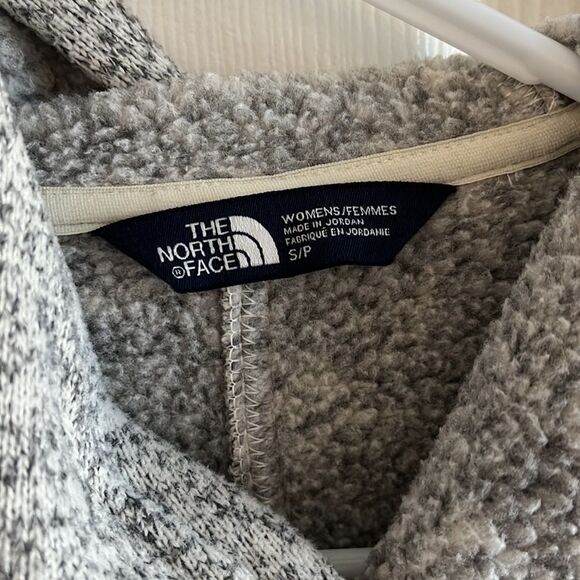 THE
NORTH
® FACE
WOMENS/FEMMES
MADE IN JORDAN
FABRIQUÉ EN JORDANIE
S/P